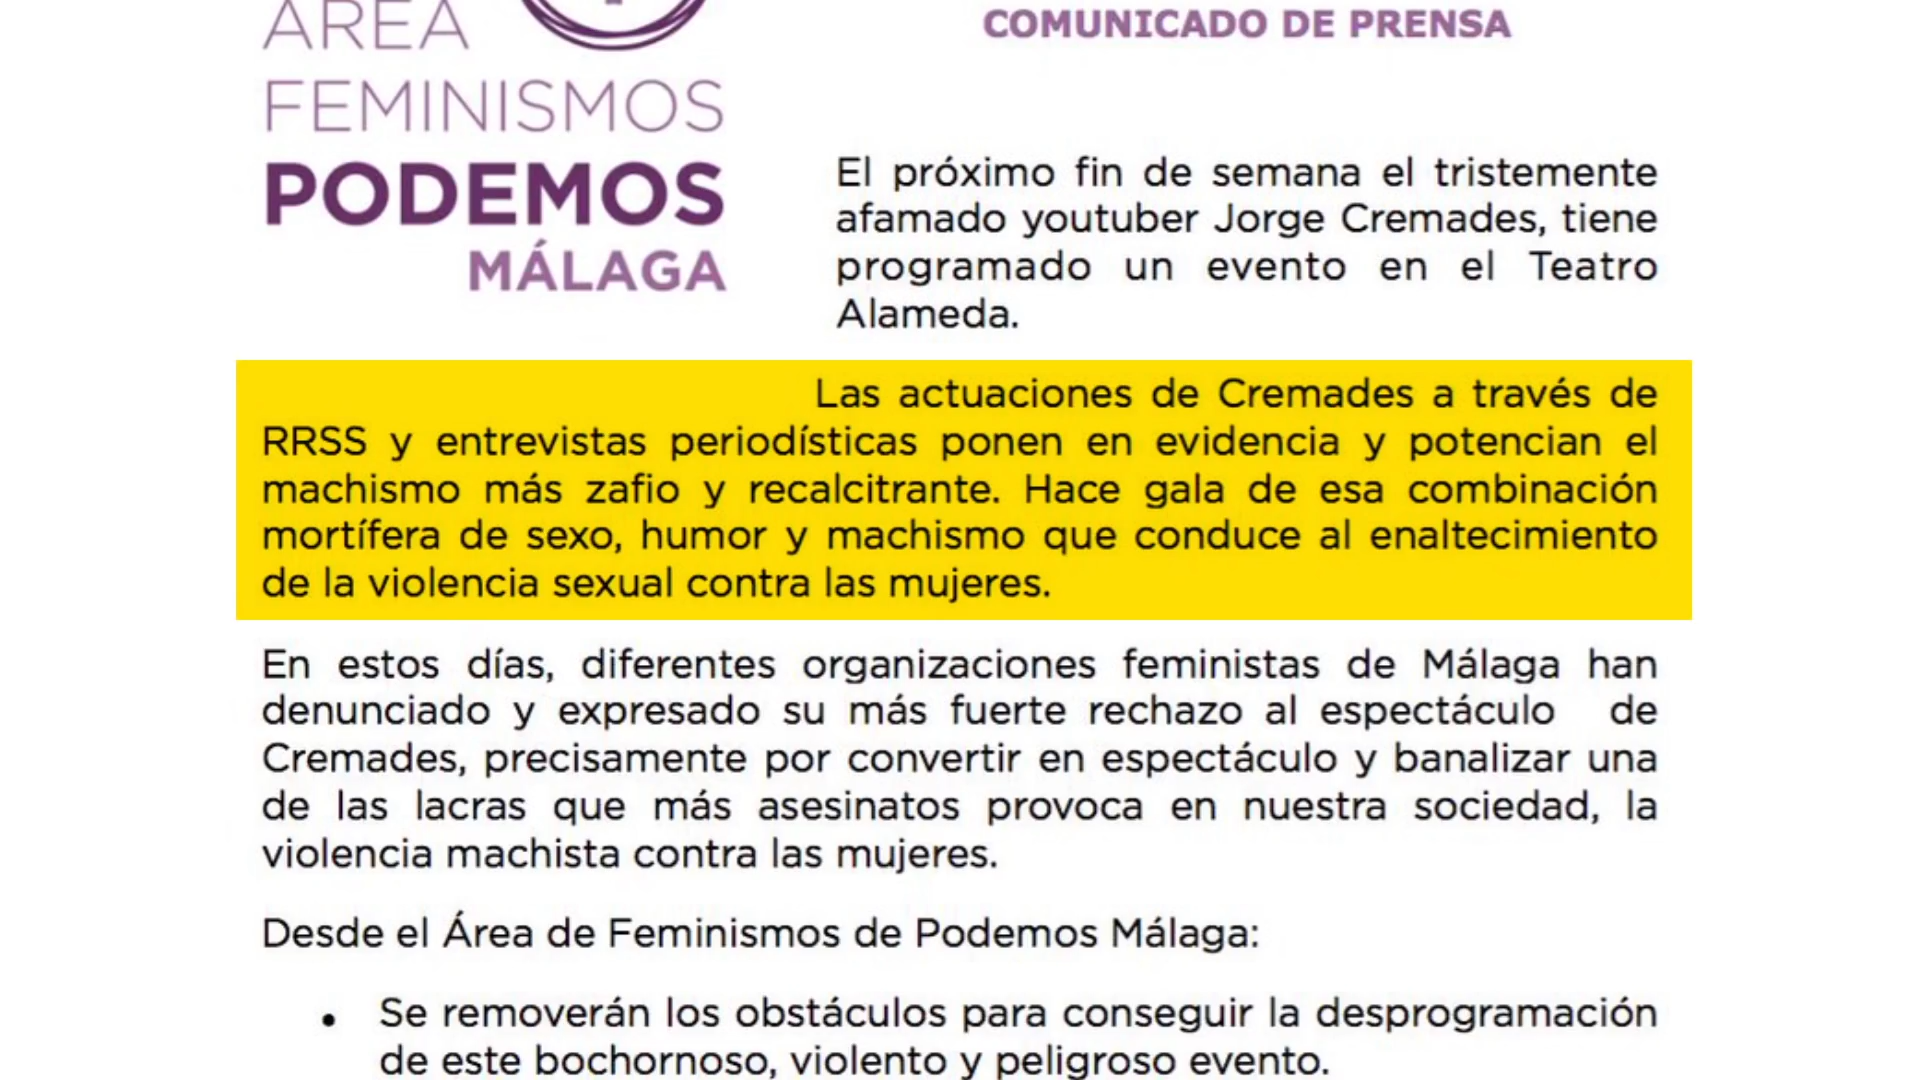 ÁREA
FEMINISMOS
PODEMOS
MÁLAGA
COMUNICADO DE PRENSA
El próximo fin de semana el tristemente
afamado youtuber Jorge Cremades, tiene
programado un evento en el Teatro
Alameda.
Las actuaciones de Cremades a través de
RRSS y entrevistas periodísticas ponen en evidencia y potencian el
machismo más zafio y recalcitrante. Hace gala de esa combinación
mortífera de sexo, humor y machismo que conduce al enaltecimiento
de la violencia sexual contra las mujeres.
En estos días, diferentes organizaciones feministas de Málaga han
denunciado y expresado su más fuerte rechazo al espectáculo de
Cremades, precisamente por convertir en espectáculo y banalizar una
de las lacras que más asesinatos provoca en nuestra sociedad, la
violencia machista contra las mujeres.
Desde el Área de Feminismos de Podemos Málaga:
• Se removerán los obstáculos para conseguir la desprogramación
de este bochornoso, violento y peligroso evento.